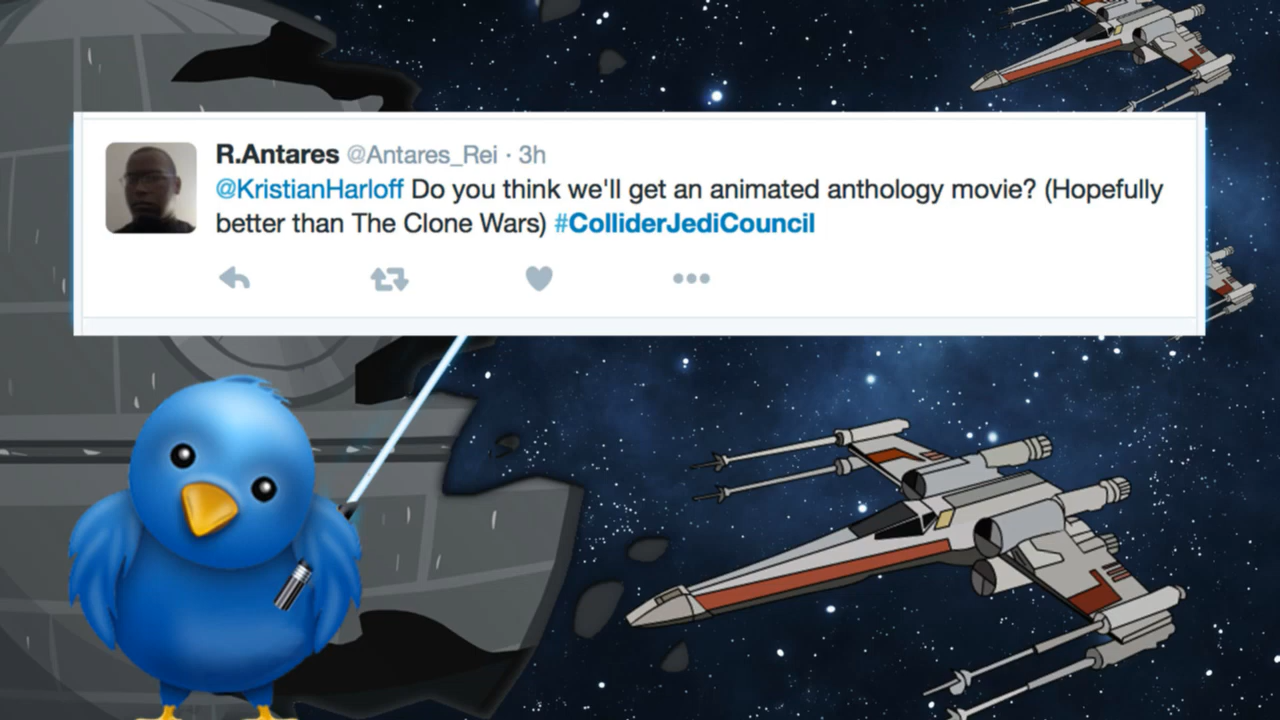 R.Antares @Antares_Rei · 3h
@KristianHarloff Do you think we'll get an animated anthology movie? (Hopefully
better than The Clone Wars) #ColliderJediCouncil